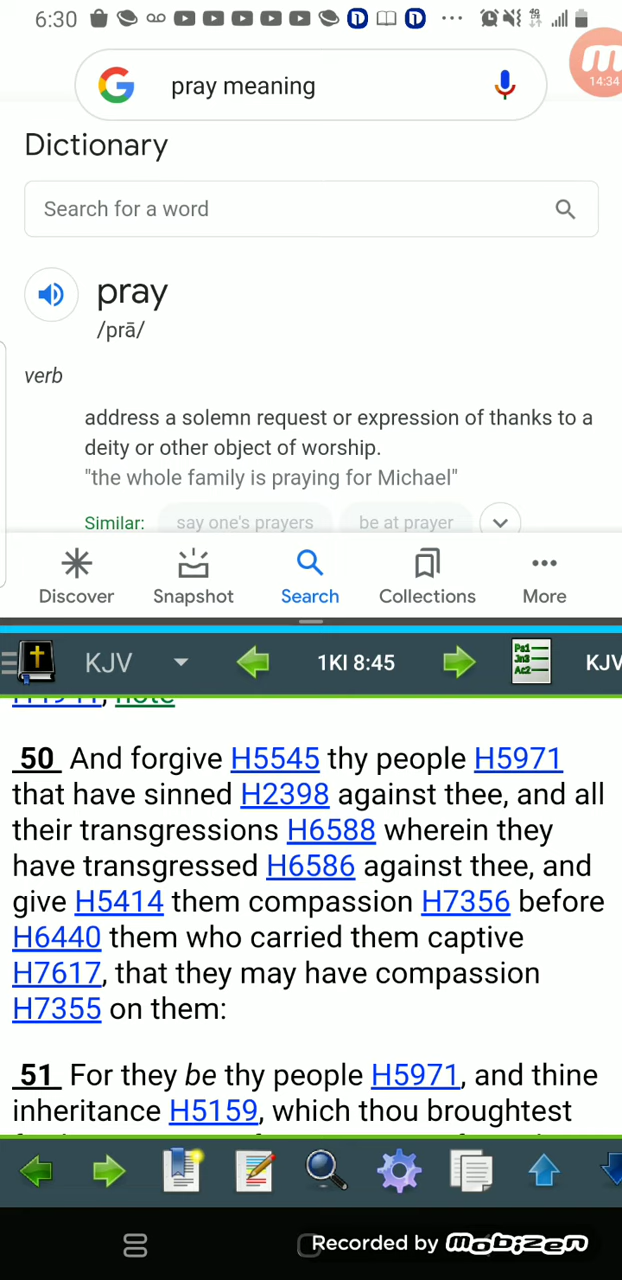 6:30
14:34
pray meaning
Dictionary
Search for a word
pray
/prā/
verb
address a solemn request or expression of thanks to a
deity or other object of worship.
"the whole family is praying for Michael"
Similar: say one's prayers be at prayer
Discover Snapshot Search Collections More
KJV 1KI 8:45 KJV
50 And forgive H5545 thy people H5971
that have sinned H2398 against thee, and all
their transgressions H6588 wherein they
have transgressed H6586 against thee, and
give H5414 them compassion H7356 before
H6440 them who carried them captive
H7617, that they may have compassion
H7355 on them:
51 For they be thy people H5971, and thine
inheritance H5159, which thou broughtest
Recorded by mobizen